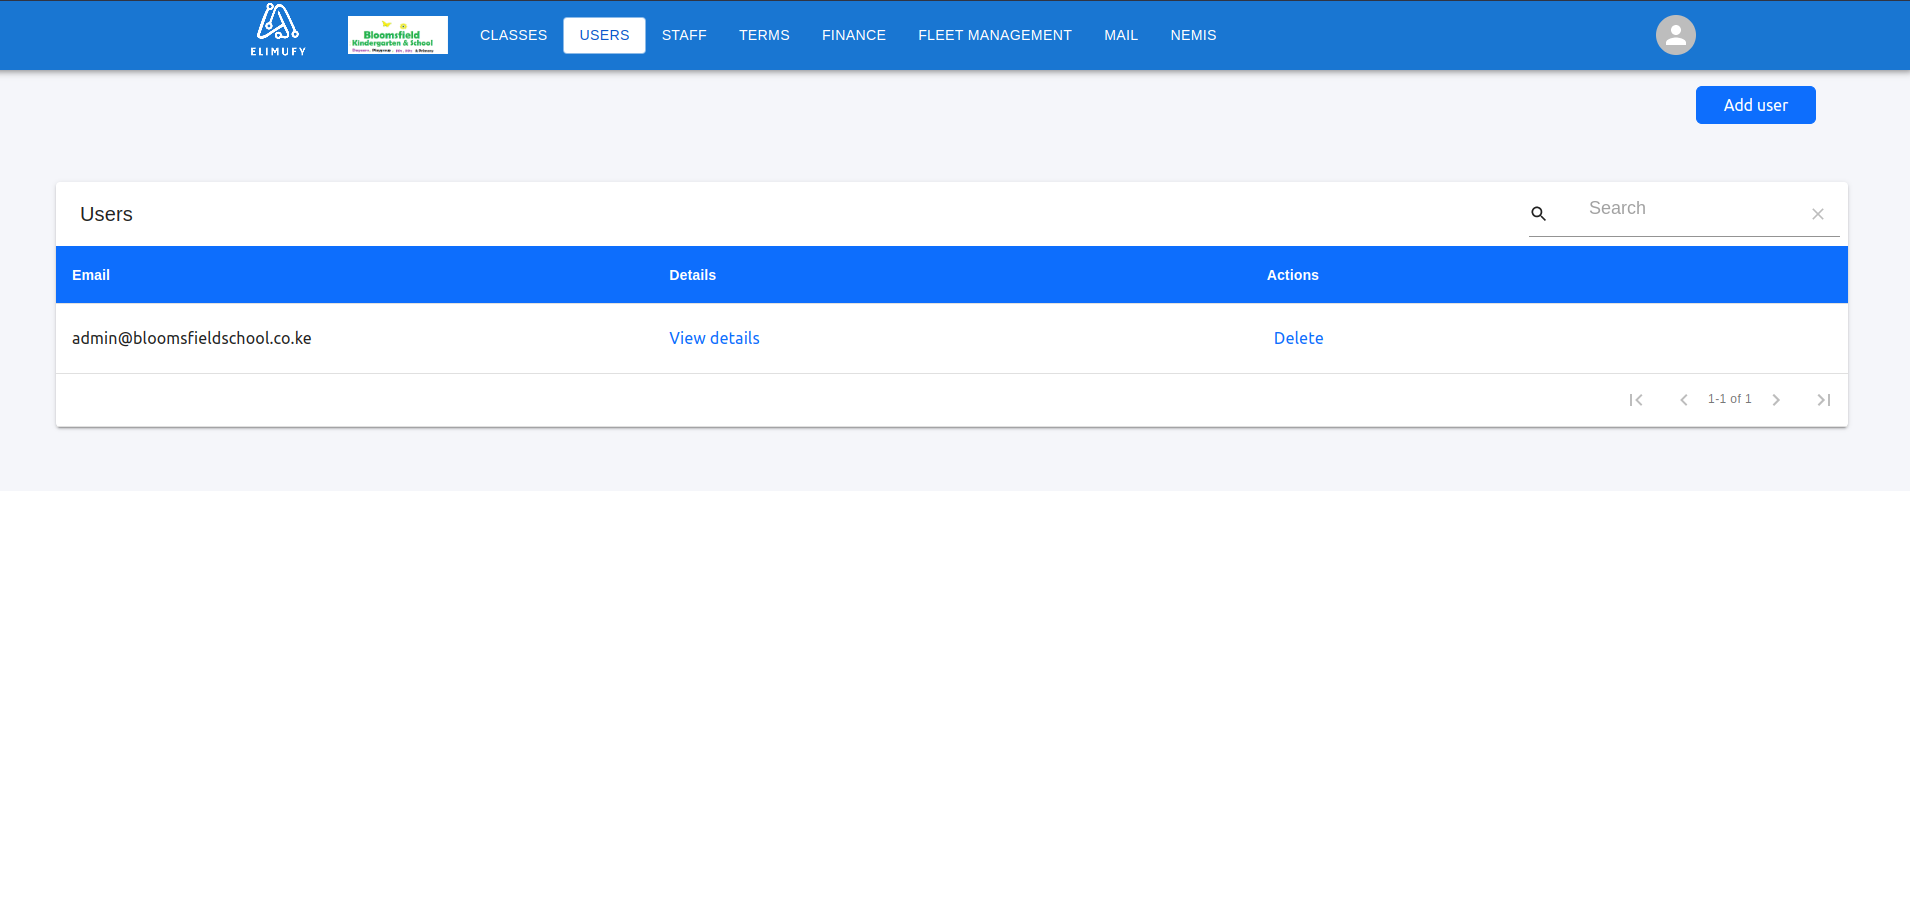 ELIMUFY
Bloomsfield
Kindergarten & School
CLASSES
USERS
STAFF
TERMS
FINANCE
FLEET MANAGEMENT
MAIL
NEMIS
Add user
Users
Search
Email Details Actions
admin@bloomsfieldschool.co.ke View details Delete
1-1 of 1